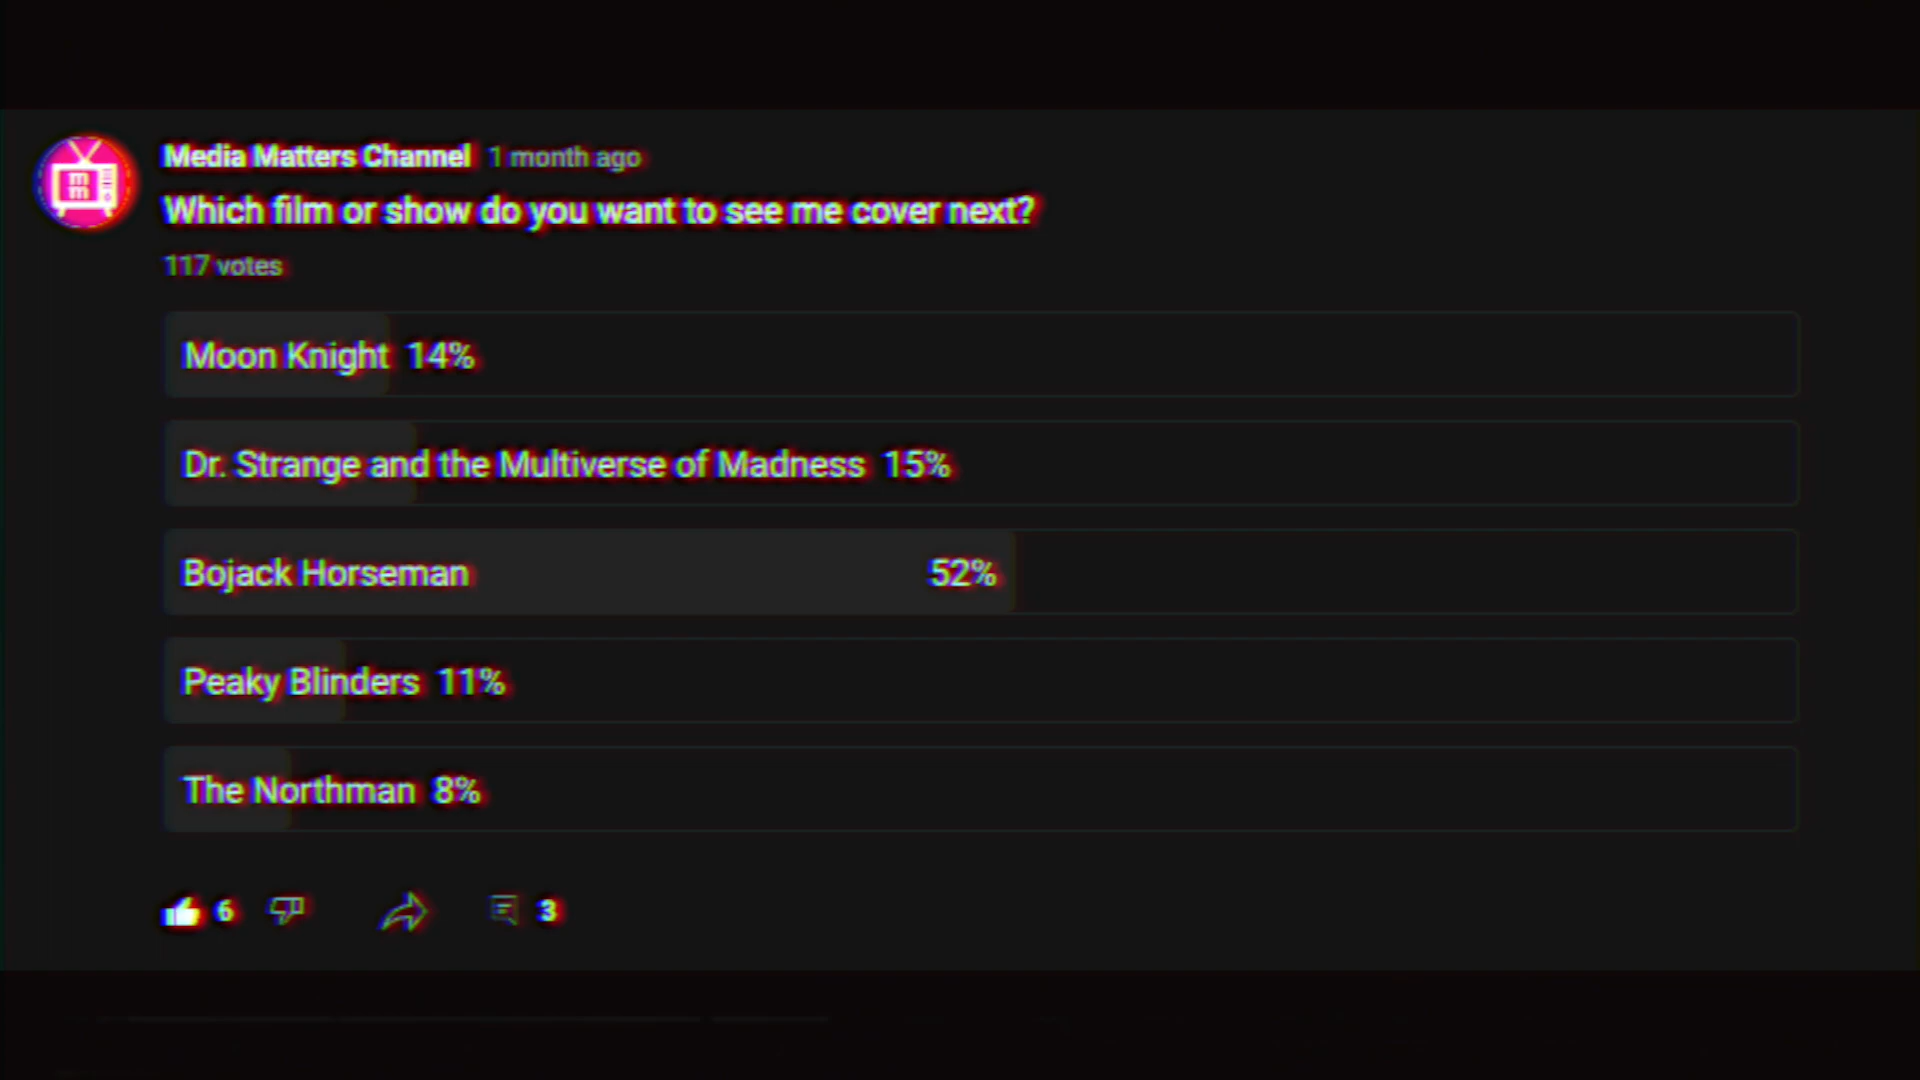 mm
Media Matters Channel 1 month ago
Which film or show do you want to see me cover next?
117 votes
Moon Knight 14%
Dr. Strange and the Multiverse of Madness 15%
Bojack Horseman 52%
Peaky Blinders 11%
The Northman 8%
6 3